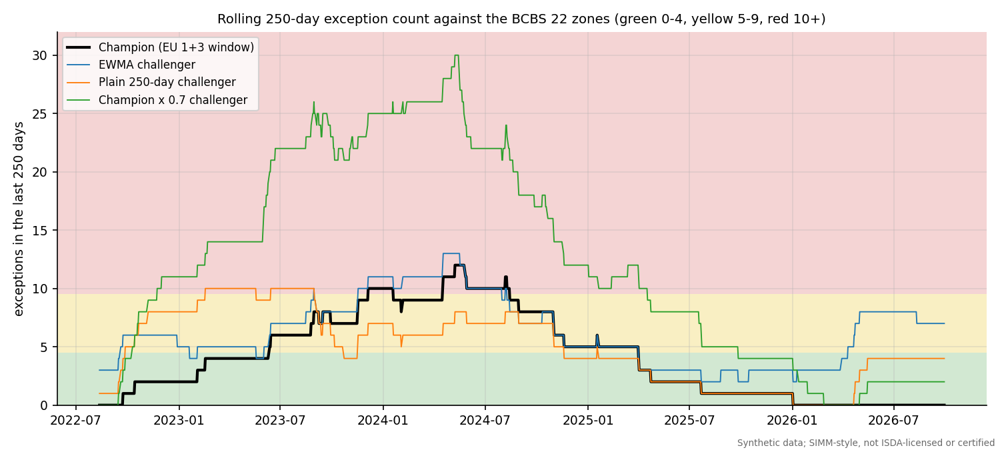 Rolling 250-day exception count against the BCBS 22 zones (green 0-4, yellow 5-9, red 10+)
Champion (EU 1+3 window)
EWMA challenger
Plain 250-day challenger
Champion x 0.7 challenger
exceptions in the last 250 days
30
25
20
15
10
5
0
2022-07 2023-01 2023-07 2024-01 2024-07 2025-01 2025-07 2026-01 2026-07
Synthetic data; SIMM-style, not ISDA-licensed or certified